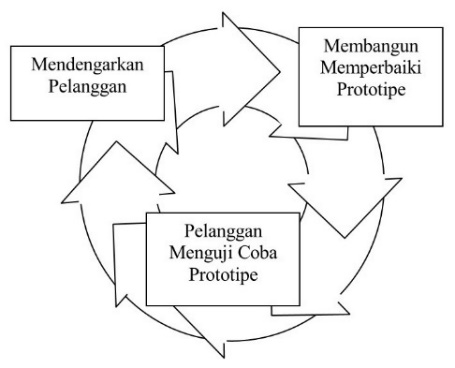 Mendengarkan
Pelanggan
Membangun
Memperbaiki
Prototipe
Pelanggan
Menguji Coba
Prototipe